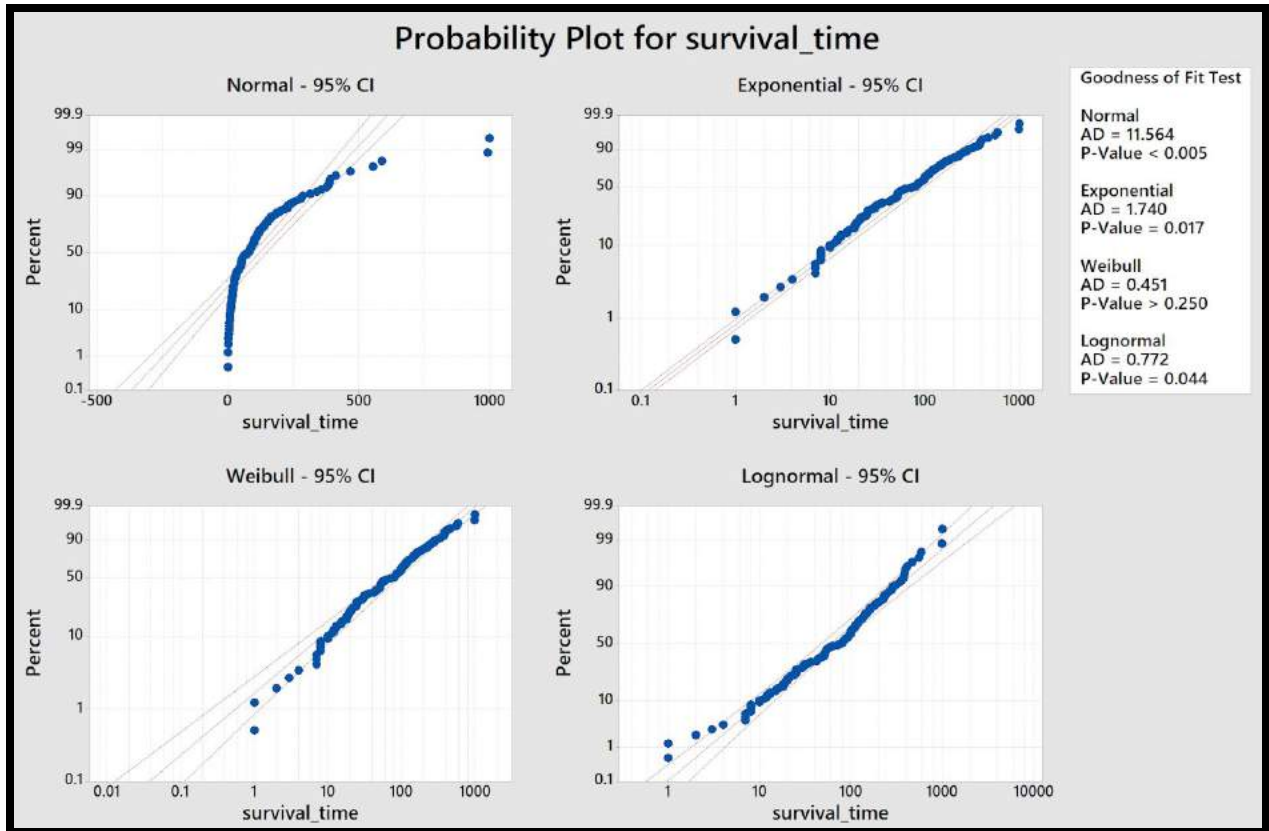 Probability Plot for survival_time
Normal - 95% CI
99.9
99
90
50
10
1
0.1
Percent
-500
0
500
1000
survival_time
Exponential - 95% CI
99.9
90
50
10
1
0.1
Percent
0.1
1
10
100
1000
survival_time
Goodness of Fit Test
Normal
AD = 11.564
P-Value < 0.005
Exponential
AD = 1.740
P-Value = 0.017
Weibull
AD = 0.451
P-Value > 0.250
Lognormal
AD = 0.772
P-Value = 0.044
Weibull - 95% CI
99.9
90
50
10
1
0.1
Percent
0.01
0.1
1
10
100
1000
survival_time
Lognormal - 95% CI
99.9
99
90
50
10
1
0.1
Percent
1
10
100
1000
10000
survival_time